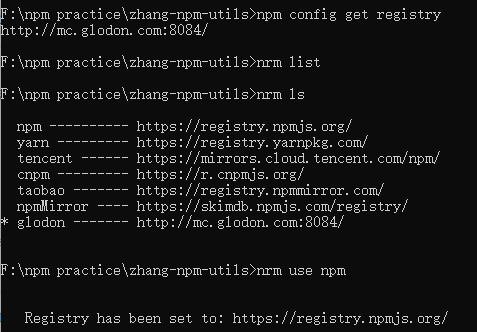 F:\npm practice\zhang-npm-utils>npm config get registry
http://mc.glodon.com:8084/
F:\npm practice\zhang-npm-utils>nrm list
F:\npm practice\zhang-npm-utils>nrm ls
npm ---------- https://registry.npmjs.org/
yarn --------- https://registry.yarnpkg.com/
tencent ------ https://mirrors.cloud.tencent.com/npm/
cnpm --------- https://r.cnpmjs.org/
taobao ------- https://registry.npmmirror.com/
npmMirror ---- https://skimdb.npmjs.com/registry/
* glodon ------- http://mc.glodon.com:8084/
F:\npm practice\zhang-npm-utils>nrm use npm
Registry has been set to: https://registry.npmjs.org/